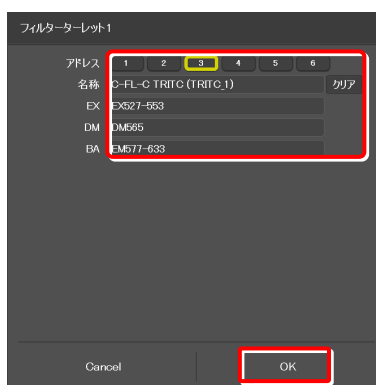 フィルターターレット1
アドレス 1 2 3 4 5 6
名称 C-FL-C TRITC (TRITC_1) クリア
EX EX527-553
DM DM565
BA EM577-633
Cancel OK